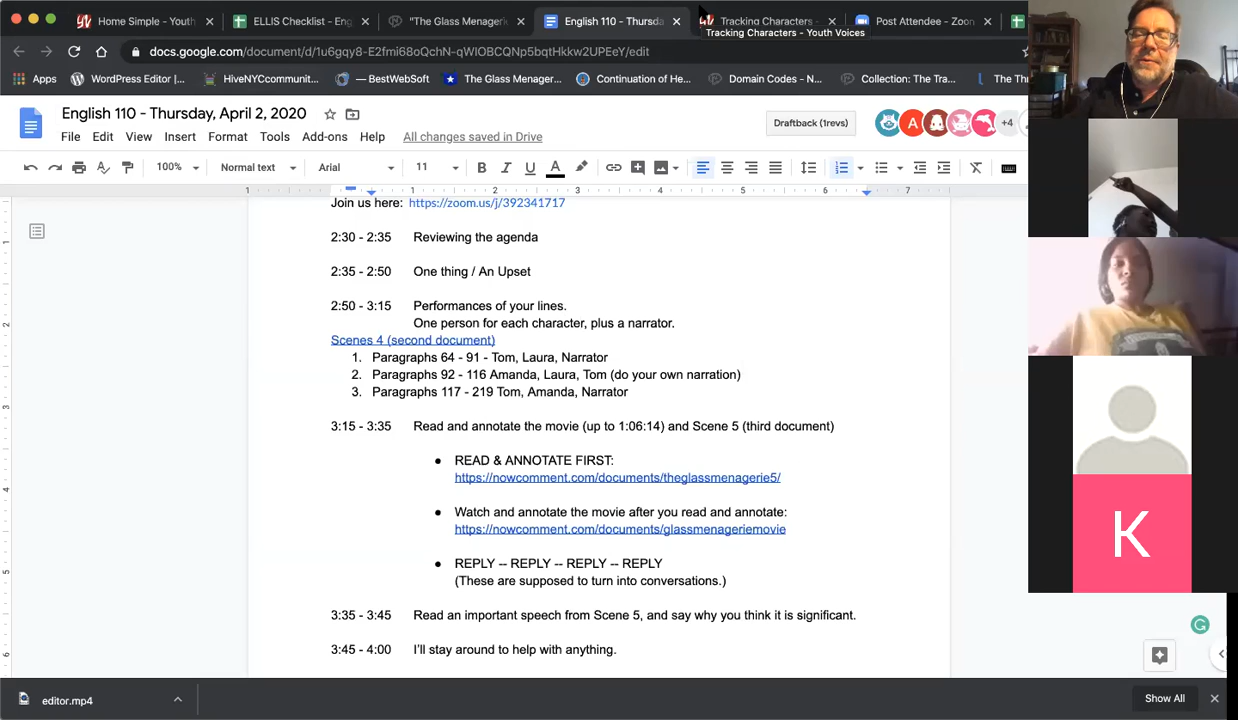 Home Simple - Youth
ELLIS Checklist - Eng
"The Glass Menageri
English 110 - Thursda
Tracking Characters -
Post Attendee - Zoom
Tracking Characters - Youth Voices
docs.google.com/document/d/1u6gqy8-E2fmi68oQchN-qWIOBCQNp5bqtHkkw2UPEeY/edit
Apps
WordPress Editor |...
HiveNYCcommunit...
— BestWebSoft
The Glass Menager...
Continuation of He...
Domain Codes - N...
Collection: The Tra...
The Th
English 110 - Thursday, April 2, 2020
File Edit View Insert Format Tools Add-ons Help All changes saved in Drive
Draftback (1revs)
A
+4
100% Normal text Arial 11 B I U A
1 1 2 3 4 5 6 7
Join us here: https://zoom.us/j/392341717
2:30 - 2:35 Reviewing the agenda
2:35 - 2:50 One thing / An Upset
2:50 - 3:15 Performances of your lines.
One person for each character, plus a narrator.
Scenes 4 (second document)
1. Paragraphs 64 - 91 - Tom, Laura, Narrator
2. Paragraphs 92 - 116 Amanda, Laura, Tom (do your own narration)
3. Paragraphs 117 - 219 Tom, Amanda, Narrator
3:15 - 3:35 Read and annotate the movie (up to 1:06:14) and Scene 5 (third document)
● READ & ANNOTATE FIRST:
https://nowcomment.com/documents/theglassmenagerie5/
● Watch and annotate the movie after you read and annotate:
https://nowcomment.com/documents/glassmenageriemovie
● REPLY -- REPLY -- REPLY -- REPLY
(These are supposed to turn into conversations.)
3:35 - 3:45 Read an important speech from Scene 5, and say why you think it is significant.
3:45 - 4:00 I'll stay around to help with anything.
K
editor.mp4
Show All